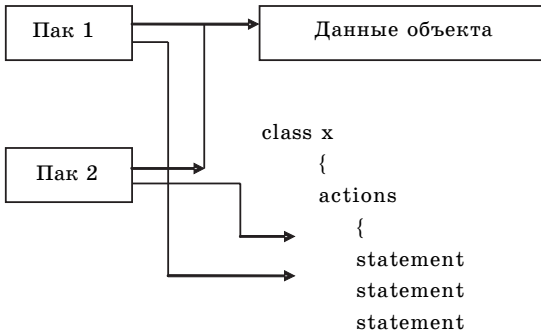 Пак 1
Данные объекта
Пак 2
class x
{
actions
{
statement
statement
statement